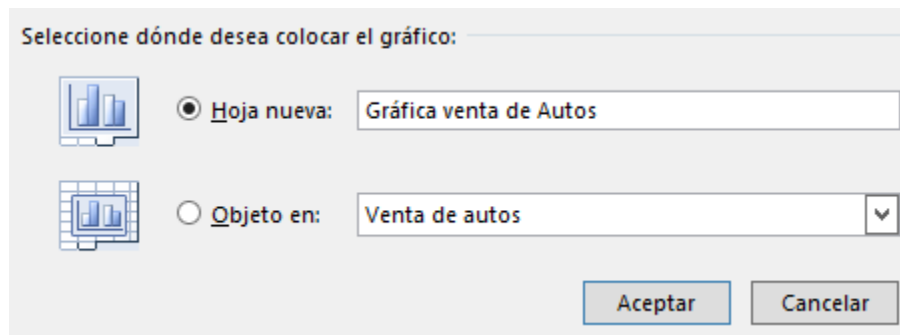 Seleccione dónde desea colocar el gráfico:
Hoja nueva: Gráfica venta de Autos
Objeto en: Venta de autos
Aceptar Cancelar